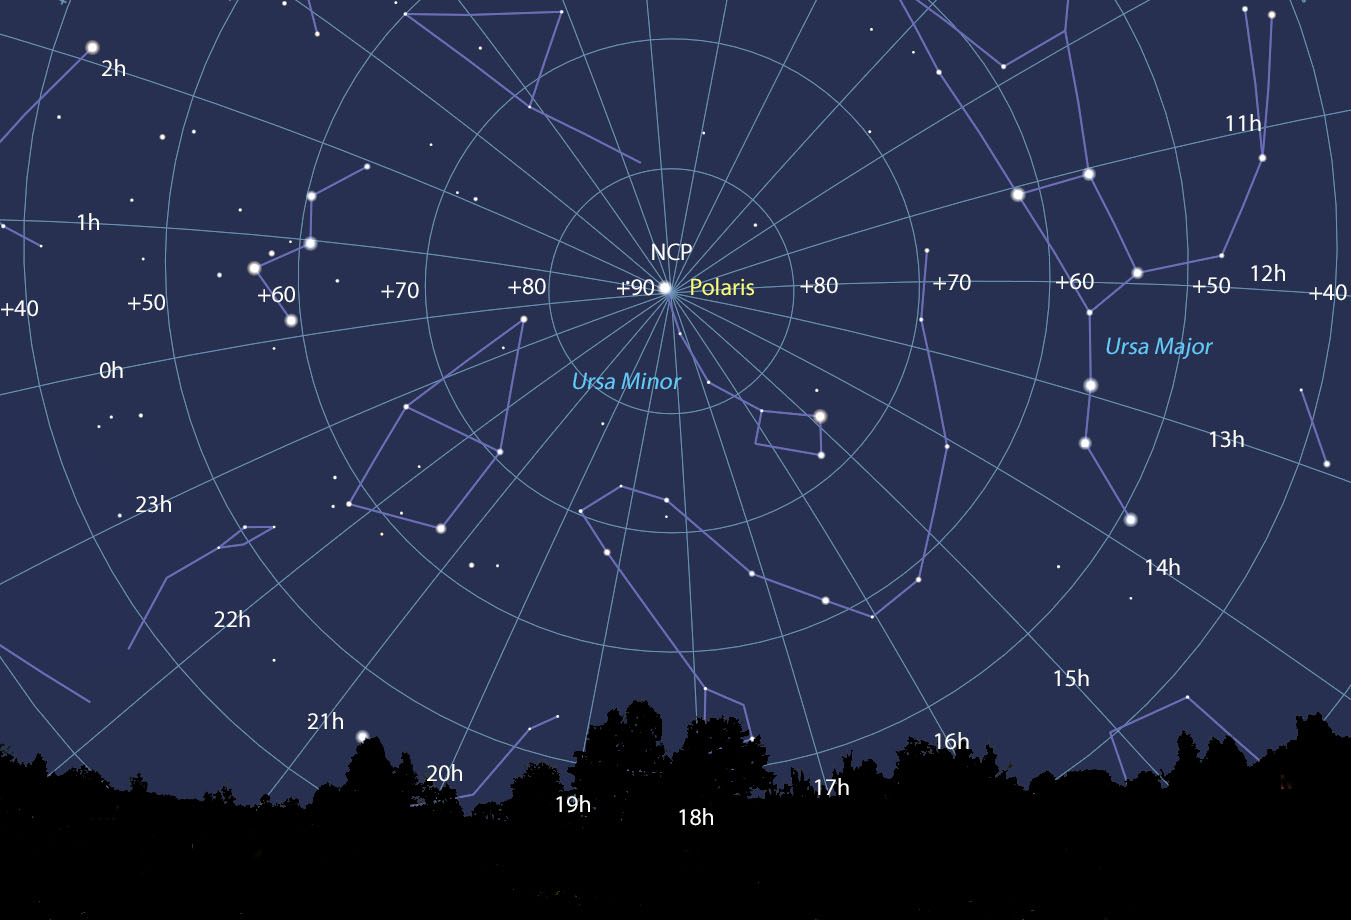 2h
11h
1h
NCP
12h
+40
+50
+60
+70
+80
+90
Polaris
+80
+70
+60
+50
+40
0h
Ursa Minor
Ursa Major
13h
23h
14h
22h
15h
21h
16h
20h
17h
19h
18h